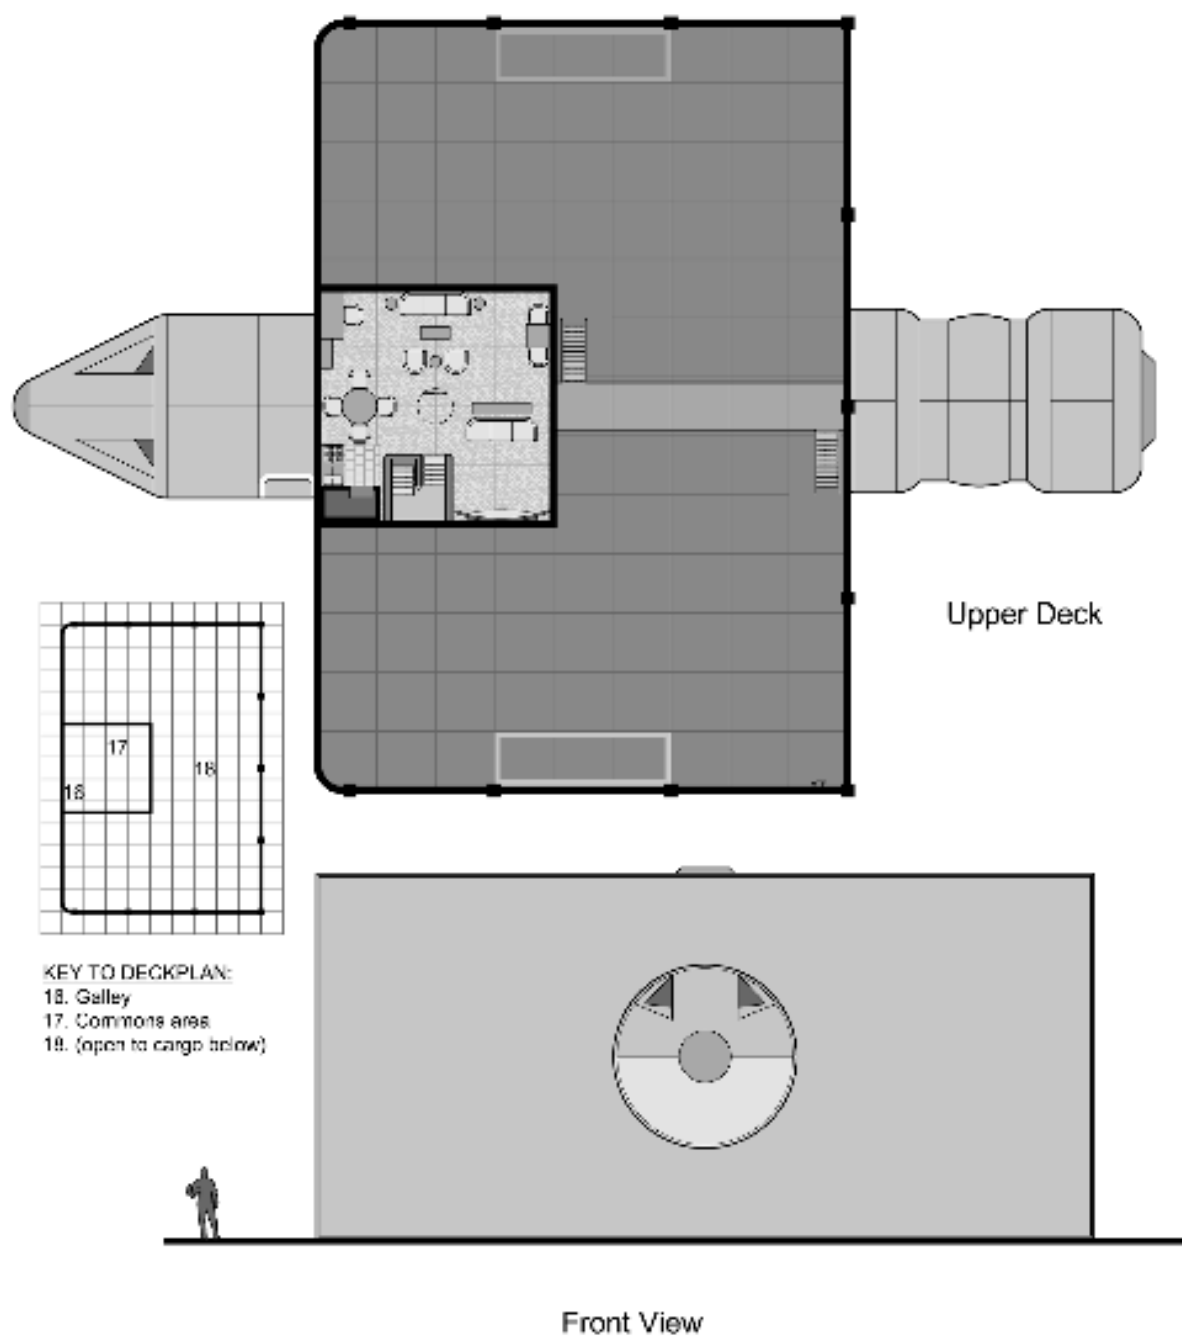 Upper Deck
17
18
16
KEY TO DECKPLAN:
16. Galley
17. Commons area
18. (open to cargo below)
Front View